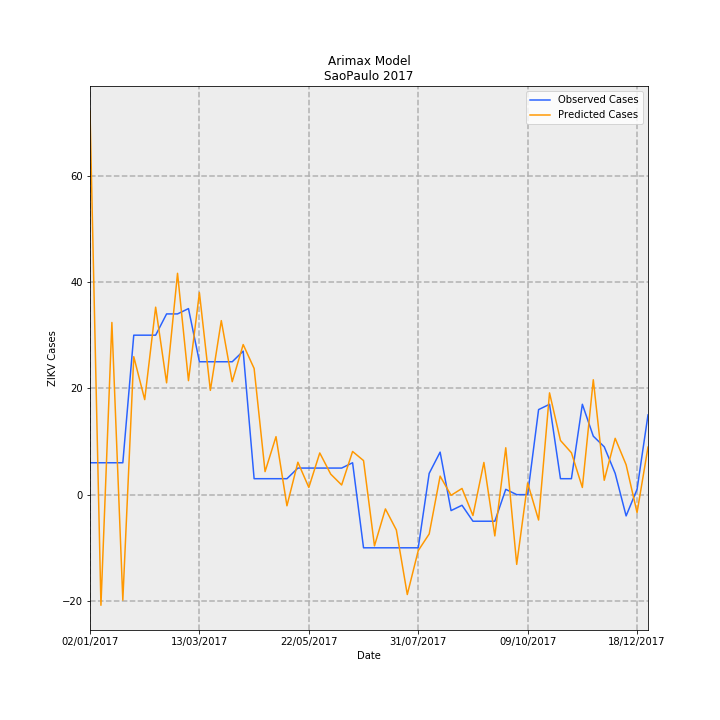 Arimax Model
SaoPaulo 2017
Observed Cases
Predicted Cases
60
40
20
0
−20
ZIKV Cases
02/01/2017
13/03/2017
22/05/2017
31/07/2017
09/10/2017
18/12/2017
Date